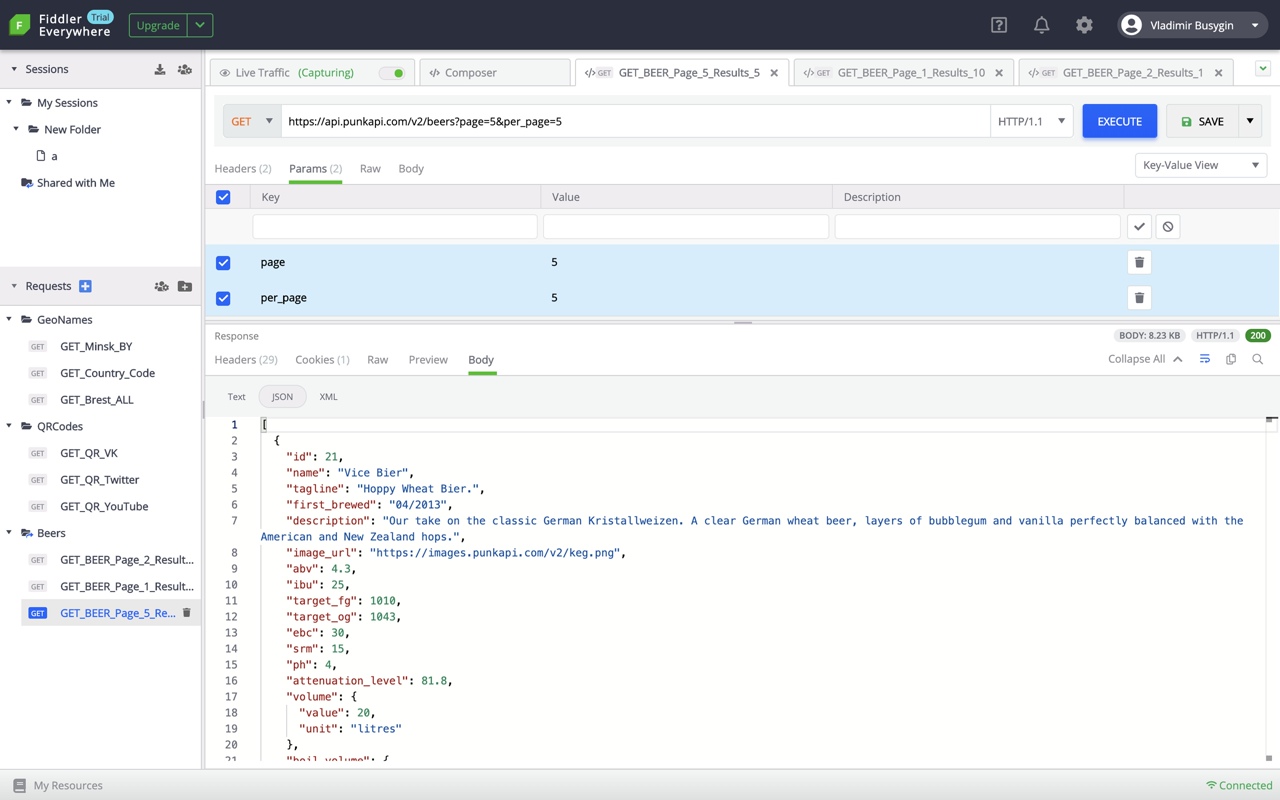 Fiddler Trial
Everywhere
Upgrade
Vladimir Busygin
Sessions
My Sessions
New Folder
a
Shared with Me
Requests
GeoNames
GET GET_Minsk_BY
GET GET_Country_Code
GET GET_Brest_ALL
QRCodes
GET GET_QR_VK
GET GET_QR_Twitter
GET GET_QR_YouTube
Beers
GET GET_BEER_Page_2_Result...
GET GET_BEER_Page_1_Result...
GET GET_BEER_Page_5_Re...
Live Traffic (Capturing)
</> Composer
</> GET GET_BEER_Page_5_Results_5
</> GET GET_BEER_Page_1_Results_10
</> GET GET_BEER_Page_2_Results_1
GET https://api.punkapi.com/v2/beers?page=5&per_page=5 HTTP/1.1 EXECUTE SAVE
Headers (2) Params (2) Raw Body Key-Value View
Key Value Description
page 5
per_page 5
Response BODY: 8.23 KB HTTP/1.1 200
Headers (29) Cookies (1) Raw Preview Body Collapse All
Text JSON XML
1 [
2 {
3 "id": 21,
4 "name": "Vice Bier",
5 "tagline": "Hoppy Wheat Bier.",
6 "first_brewed": "04/2013",
7 "description": "Our take on the classic German Kristallweizen. A clear German wheat beer, layers of bubblegum and vanilla perfectly balanced with the
American and New Zealand hops.",
8 "image_url": "https://images.punkapi.com/v2/keg.png",
9 "abv": 4.3,
10 "ibu": 25,
11 "target_fg": 1010,
12 "target_og": 1043,
13 "ebc": 30,
14 "srm": 15,
15 "ph": 4,
16 "attenuation_level": 81.8,
17 "volume": {
18 "value": 20,
19 "unit": "litres"
20 },
21 "boil_volume": {
My Resources
Connected